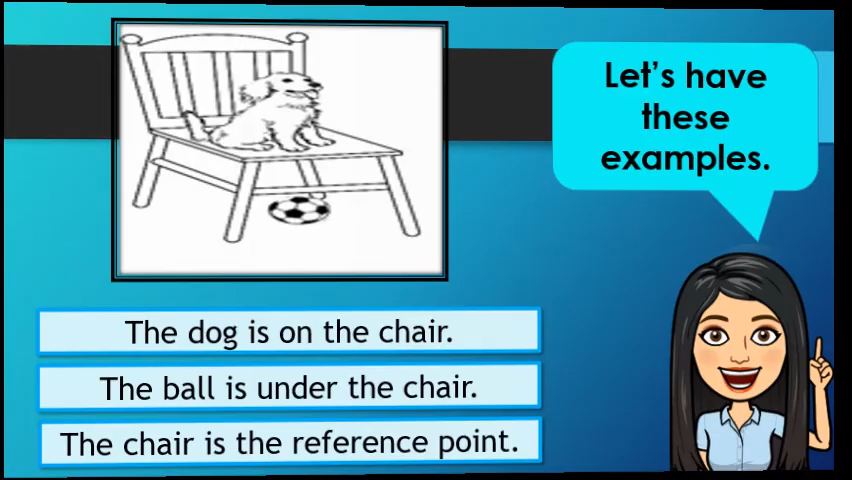 Let's have
these
examples.
The dog is on the chair.
The ball is under the chair.
The chair is the reference point.